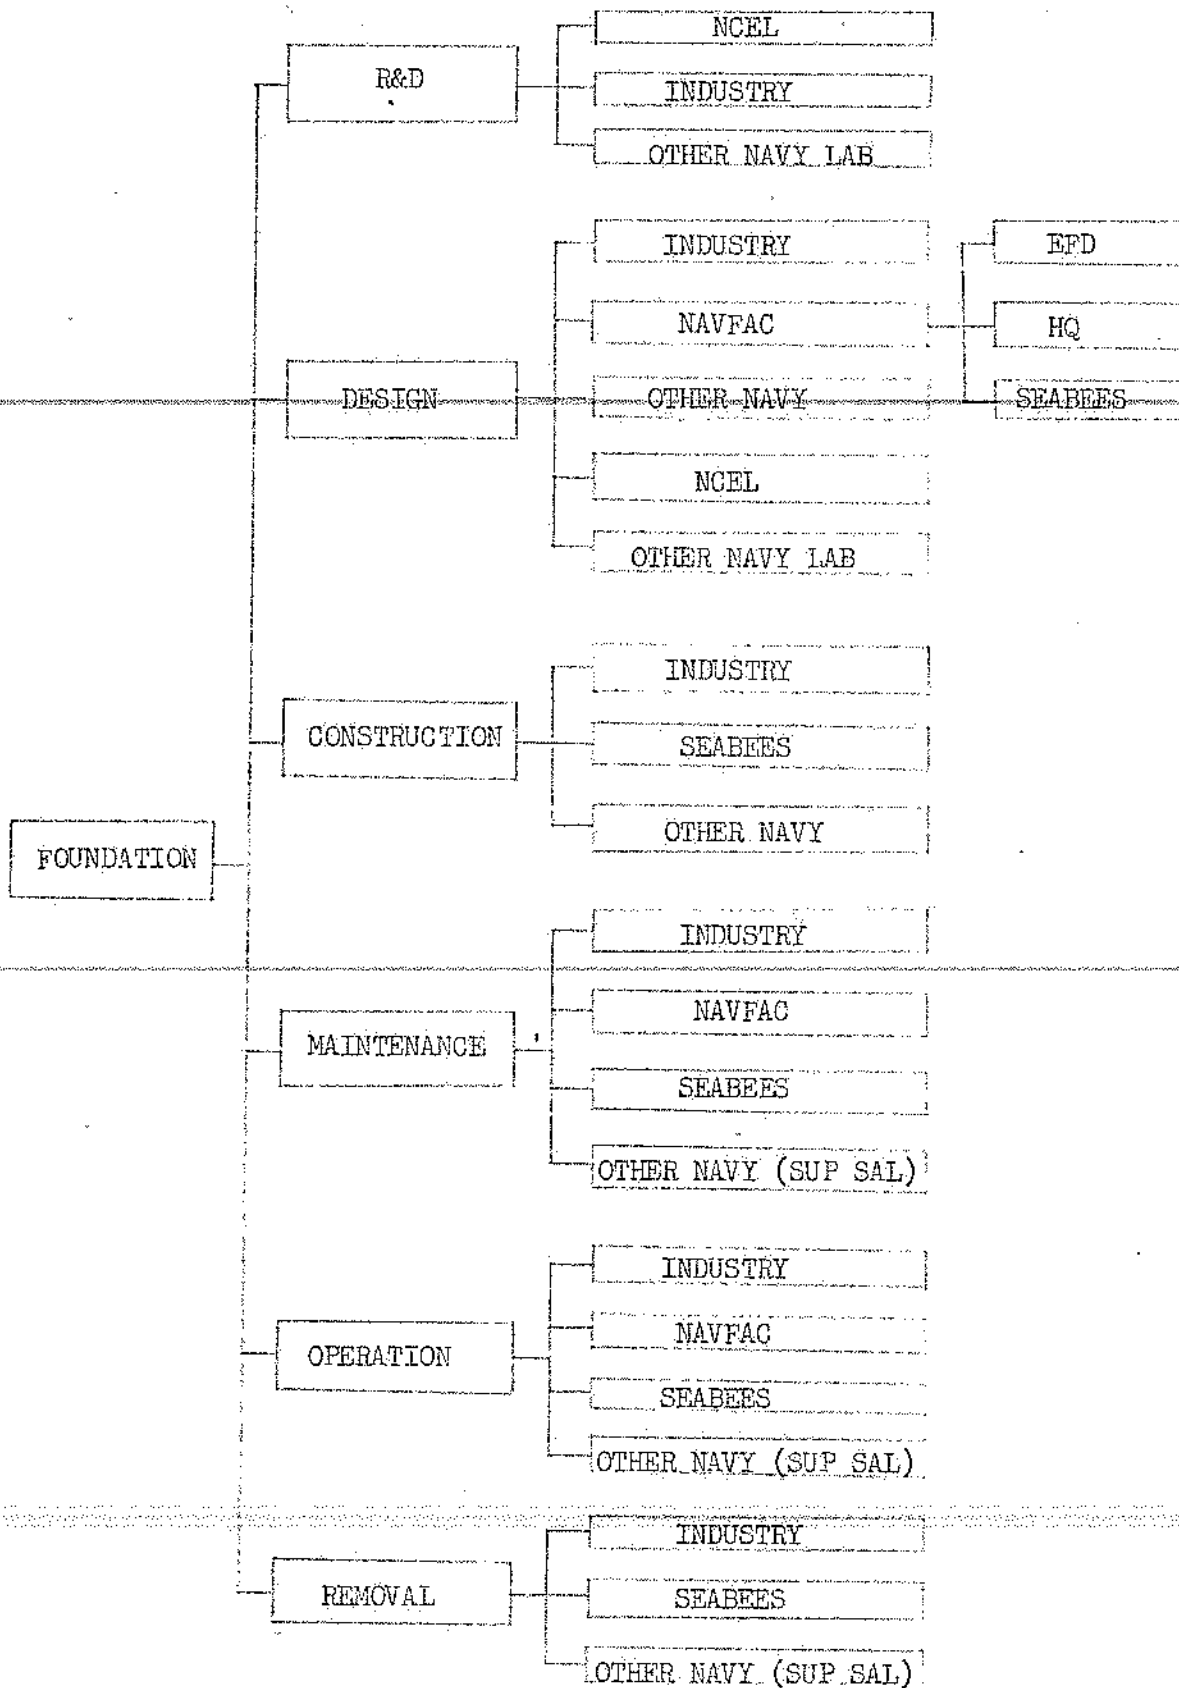 NCEL
R&D
INDUSTRY
OTHER NAVY LAB
INDUSTRY
EFD
NAVFAC
HQ
DESIGN
OTHER NAVY
SEABEES
NCEL
OTHER NAVY LAB
INDUSTRY
CONSTRUCTION
SEABEES
OTHER NAVY
FOUNDATION
INDUSTRY
NAVFAC
MAINTENANCE
SEABEES
OTHER NAVY (SUP SAL)
INDUSTRY
NAVFAC
OPERATION
SEABEES
OTHER NAVY (SUP SAL)
INDUSTRY
REMOVAL
SEABEES
OTHER NAVY (SUP SAL)